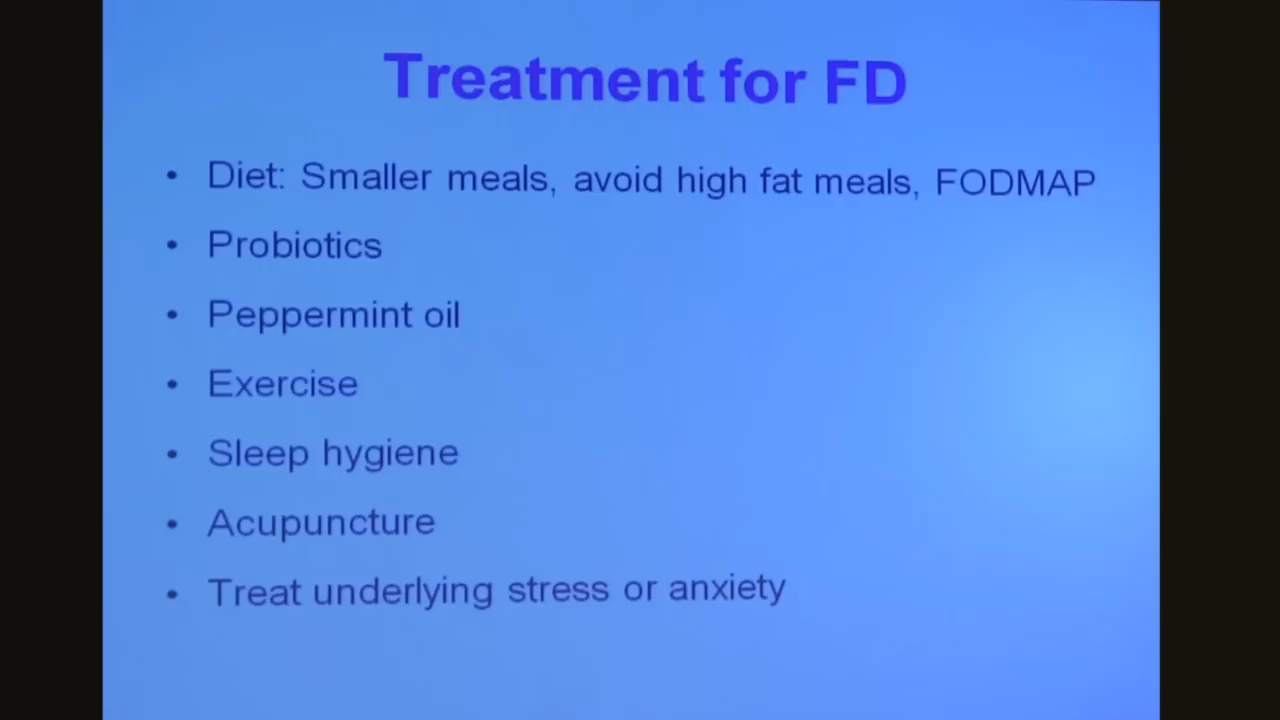 Treatment for FD
• Diet: Smaller meals, avoid high fat meals, FODMAP
• Probiotics
• Peppermint oil
• Exercise
• Sleep hygiene
• Acupuncture
• Treat underlying stress or anxiety